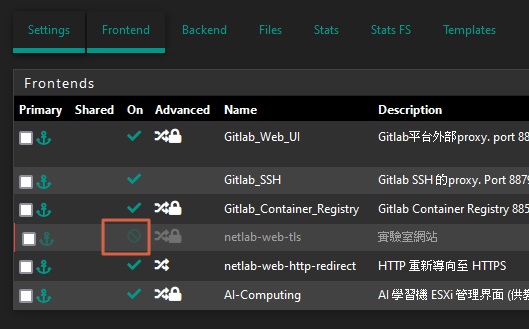 Settings Frontend Backend Files Stats Stats FS Templates
Frontends
Primary Shared On Advanced Name Description
Gitlab_Web_UI Gitlab平台外部proxy. port 88
Gitlab_SSH Gitlab SSH 的proxy. Port 8879
Gitlab_Container_Registry Gitlab Container Registry 885
netlab-web-tls 實驗室網站
netlab-web-http-redirect HTTP 重新導向至 HTTPS
AI-Computing AI 學習機 ESXi 管理界面 (供教